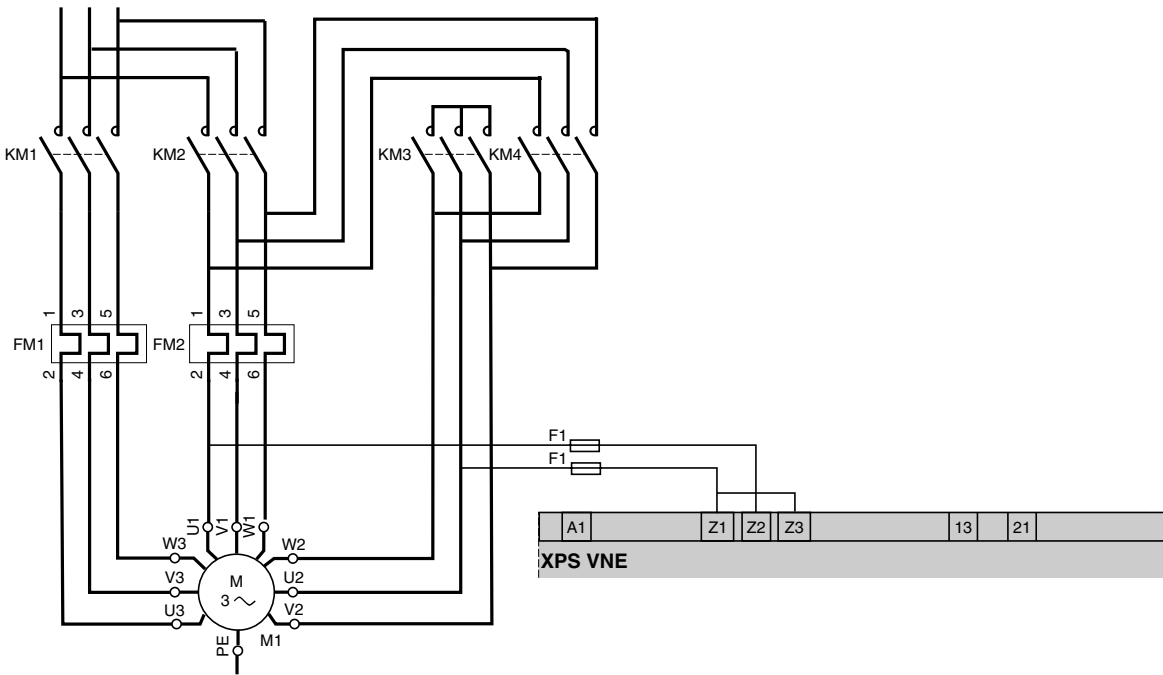 KM1 KM2 KM3 KM4
1 3 5 1 3 5
FM1 FM2
2 4 6 2 4 6
F1
F1
U1 V1 W1
A1 Z1 Z2 Z3 13 21
W3 W2
XPS VNE
V3 M U2
3
U3 V2
PE M1